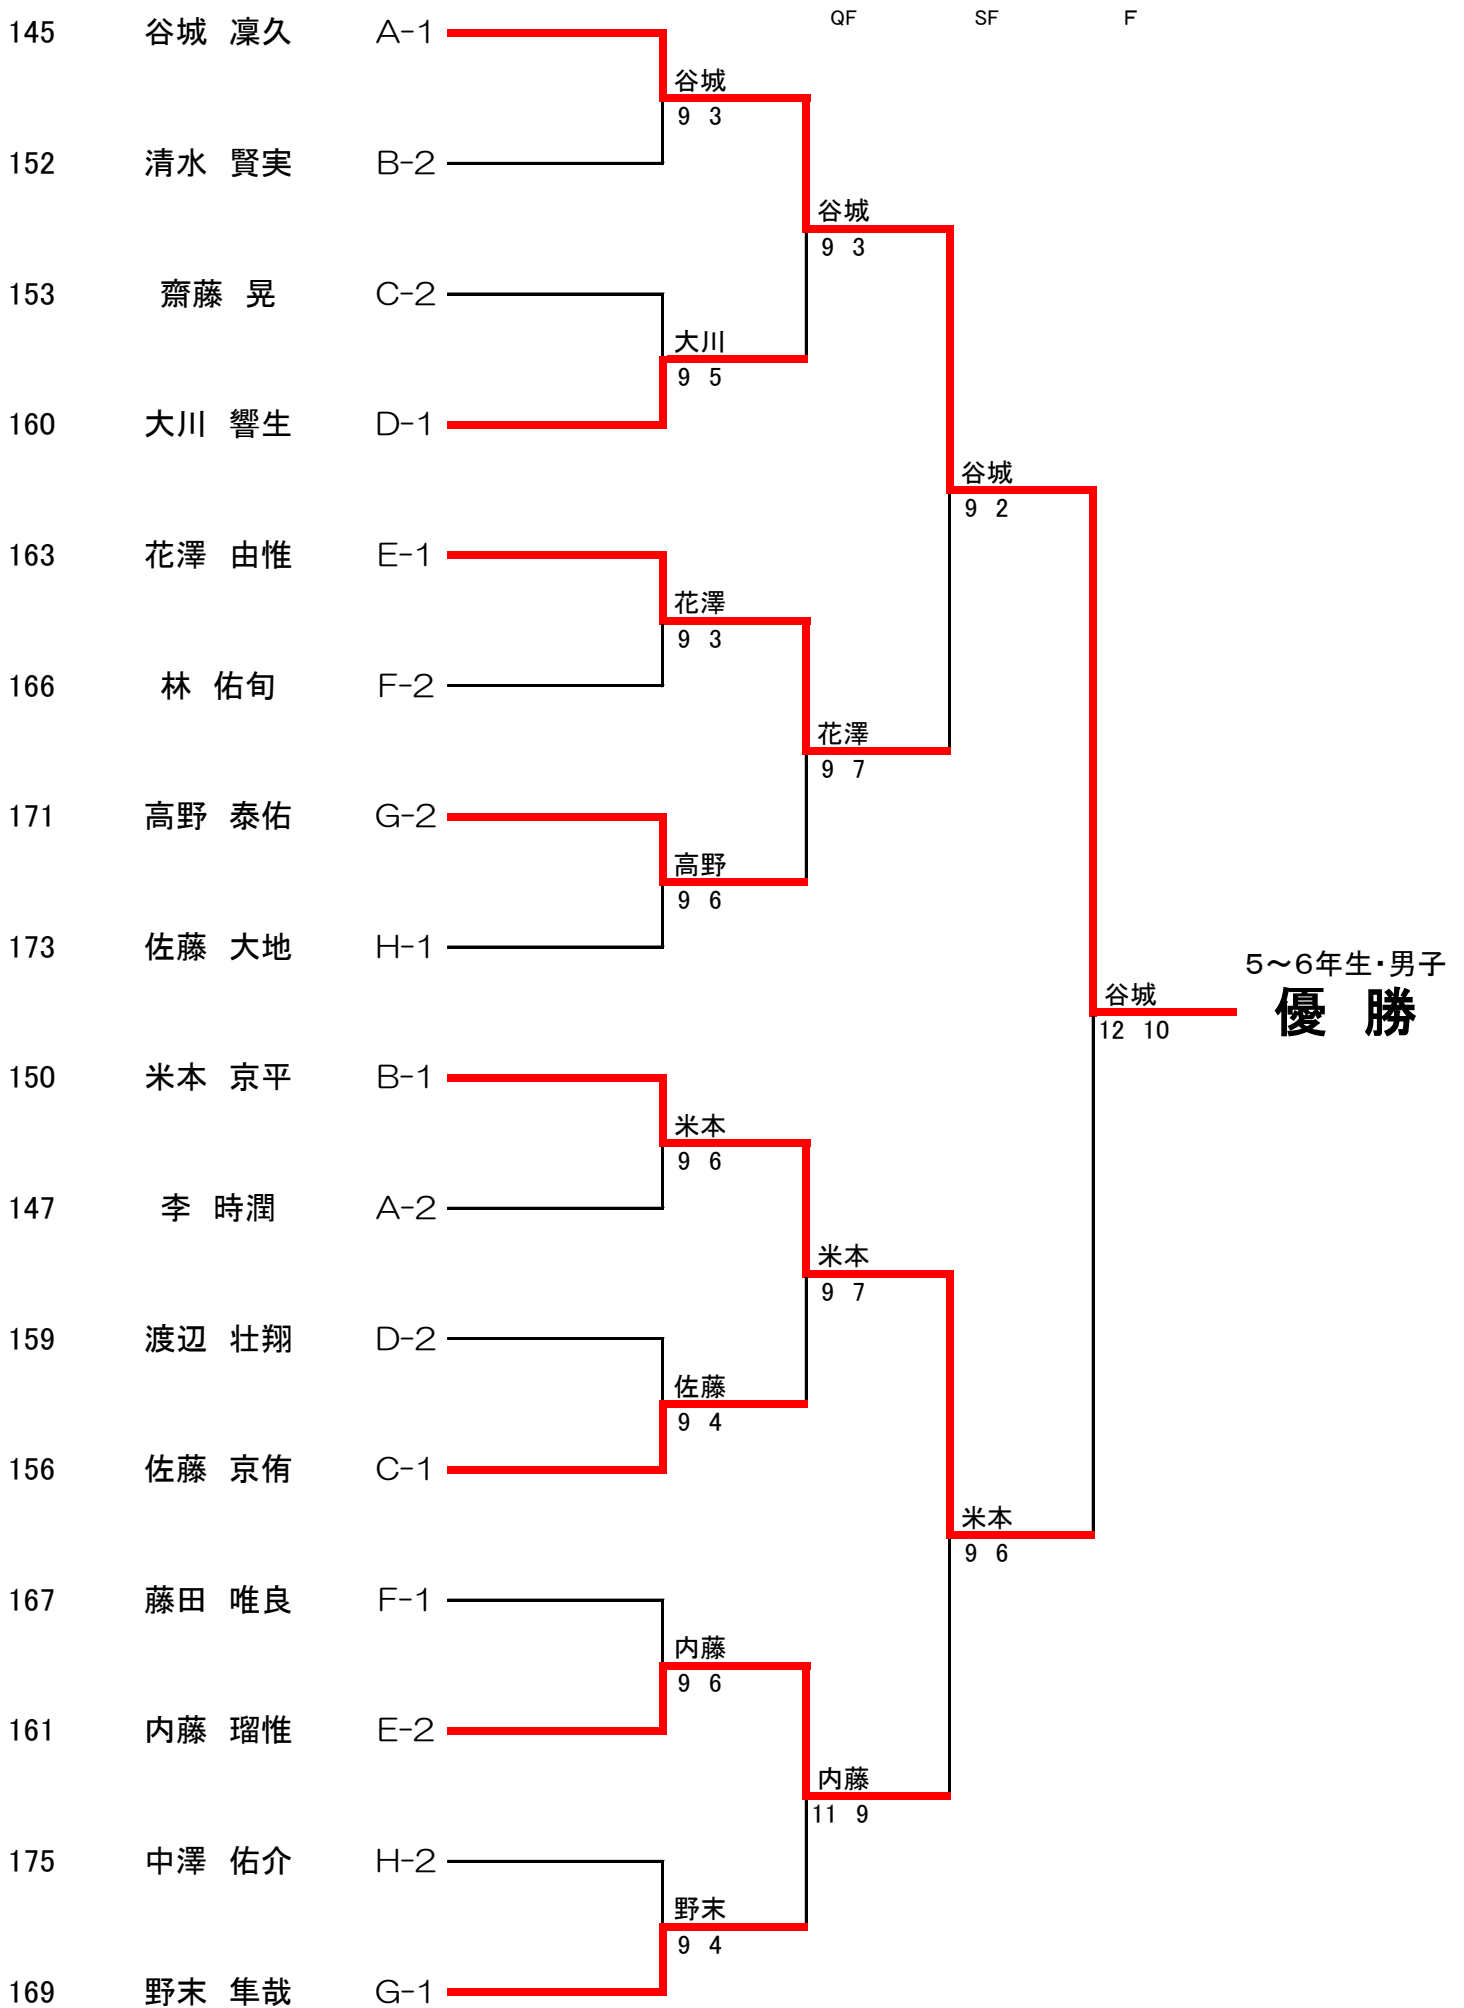 QF SF F
145 谷城 凜久 A-1
谷城
9 3
152 清水 賢実 B-2
谷城
9 3
153 齋藤 晃 C-2
大川
9 5
160 大川 響生 D-1
谷城
9 2
163 花澤 由惟 E-1
花澤
9 3
166 林 佑旬 F-2
花澤
9 7
171 高野 泰佑 G-2
高野
9 6
173 佐藤 大地 H-1
5～6年生・男子
谷城
優 勝
12 10
150 米本 京平 B-1
米本
9 6
147 李 時潤 A-2
米本
9 7
159 渡辺 壮翔 D-2
佐藤
9 4
156 佐藤 京侑 C-1
米本
9 6
167 藤田 唯良 F-1
内藤
9 6
161 内藤 瑠惟 E-2
内藤
11 9
175 中澤 佑介 H-2
野末
9 4
169 野末 隼哉 G-1